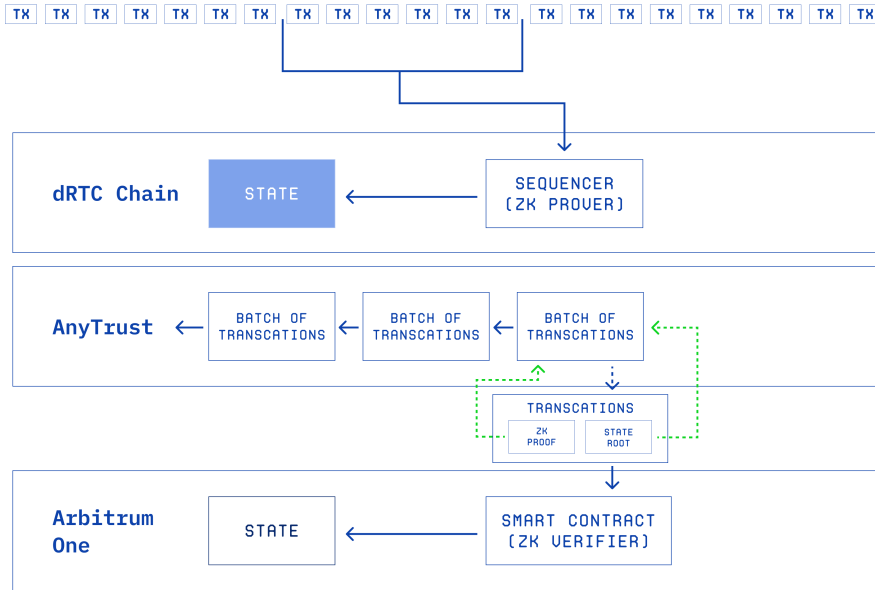 TX TX TX TX TX TX TX TX TX TX TX TX TX TX TX TX TX TX TX TX TX TX
dRTC Chain
STATE
SEQUENCER
(ZK PROVER)
AnyTrust
BATCH OF
TRANSCATIONS
BATCH OF
TRANSCATIONS
BATCH OF
TRANSCATIONS
TRANSCATIONS
ZK
PROOF
STATE
ROOT
Arbitrum
One
STATE
SMART CONTRACT
(ZK VERIFIER)